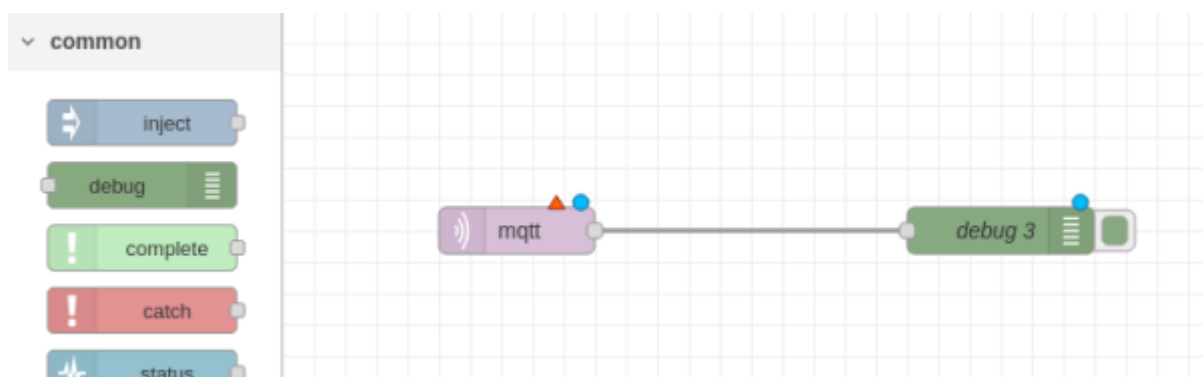 common
inject
debug
complete
catch
status
mqtt
debug 3